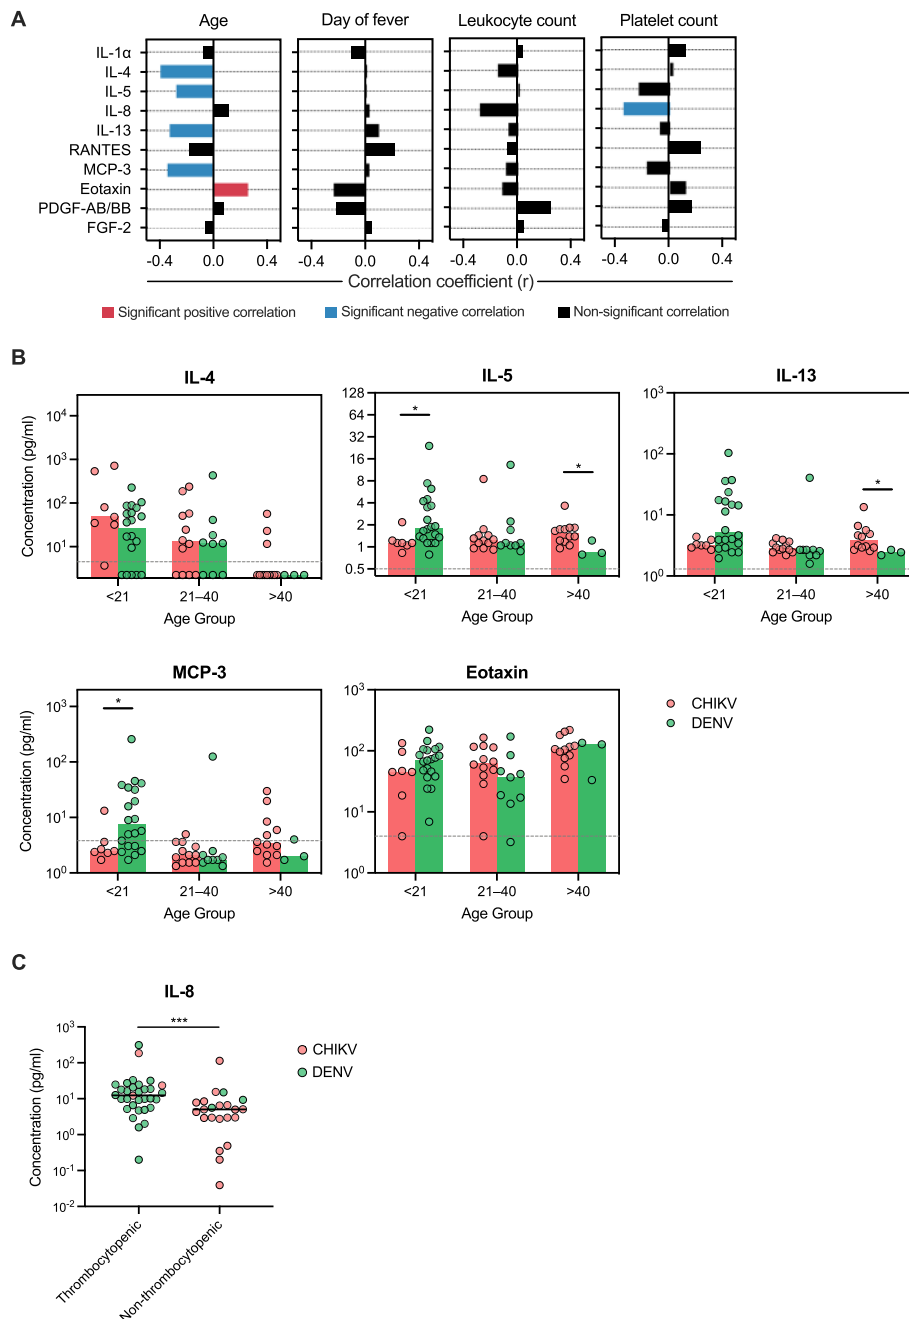 A
Age
Day of fever
Leukocyte count
Platelet count
IL-1α
IL-4
IL-5
IL-8
IL-13
RANTES
MCP-3
Eotaxin
PDGF-AB/BB
FGF-2
-0.4 0.0 0.4
-0.4 0.0 0.4
-0.4 0.0 0.4
-0.4 0.0 0.4
Correlation coefficient (r)
Significant positive correlation
Significant negative correlation
Non-significant correlation
B
IL-4
Concentration (pg/ml)
10⁴
10³
10²
10¹
<21 21–40 >40
Age Group
IL-5
128
64
32
16
8
4
2
1
0.5
*
*
<21 21–40 >40
Age Group
IL-13
10³
10²
10¹
10⁰
*
<21 21–40 >40
Age Group
MCP-3
Concentration (pg/ml)
10³
10²
10¹
10⁰
*
<21 21–40 >40
Age Group
Eotaxin
10³
10²
10¹
10⁰
<21 21–40 >40
Age Group
CHIKV
DENV
C
IL-8
Concentration (pg/ml)
10³
10²
10¹
10⁰
10⁻¹
10⁻²
***
Thrombocytopenic
Non-thrombocytopenic
CHIKV
DENV